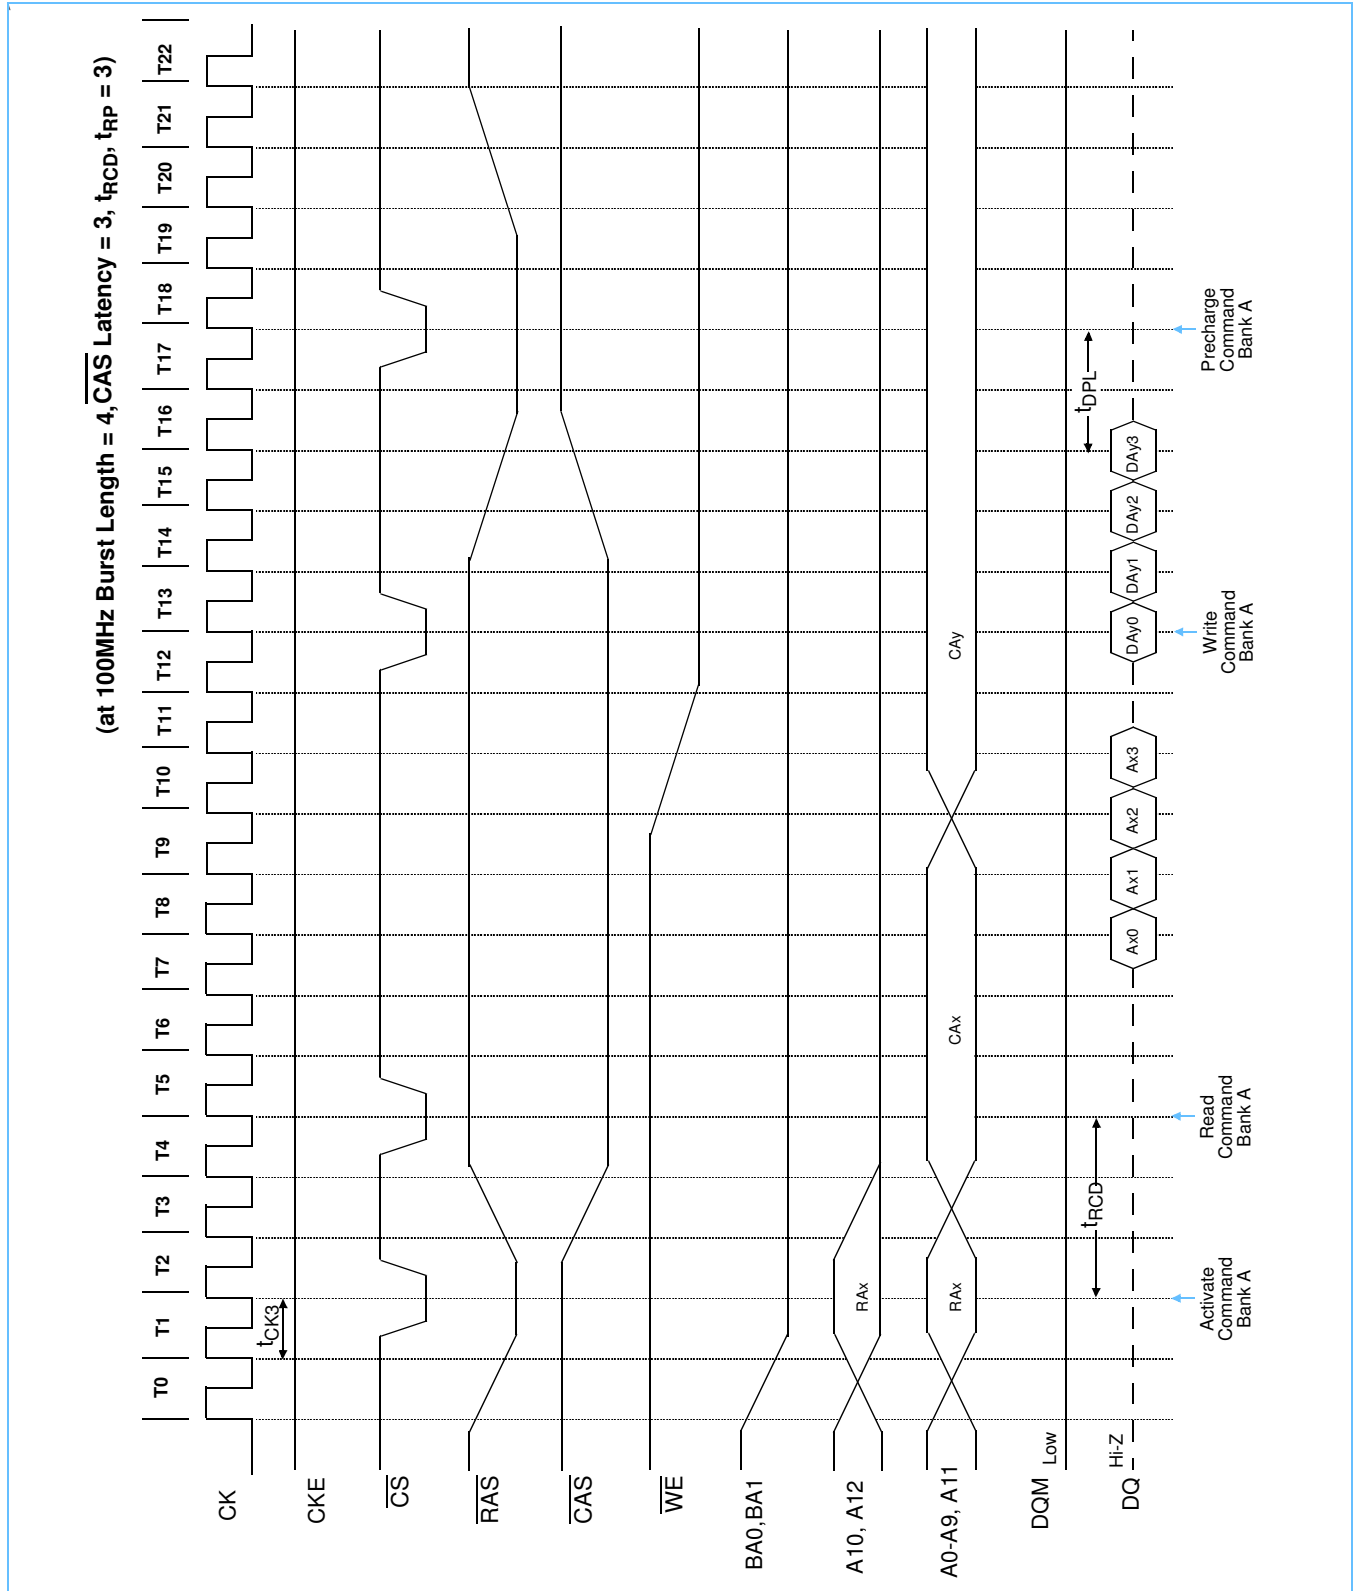 (at 100MHz Burst Length = 4, CAS Latency = 3, tRCD, tRP = 3)
T0 T1 T2 T3 T4 T5 T6 T7 T8 T9 T10 T11 T12 T13 T14 T15 T16 T17 T18 T19 T20 T21 T22
CK
tCK3
CKE
CS
RAS
CAS
WE
BA0,BA1
A10, A12
RAx
A0-A9, A11
RAx CAx CAy
DQM
Low
tRCD
tDPL
DQ
Hi-Z
Ax0 Ax1 Ax2 Ax3 DAy0 DAy1 DAy2 DAy3
Activate
Command
Bank A
Read
Command
Bank A
Write
Command
Bank A
Precharge
Command
Bank A